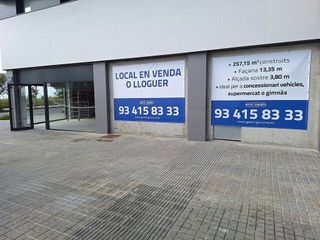 LOCAL EN VENDA
O LLOGUER
93 415 83 33
• 257,15 m² construïts
• Façana 13,35 m
• Alçada sostre 3,80 m
• Ideal per a concessionari vehicles,
supermercat o gimnàs
93 415 83 33